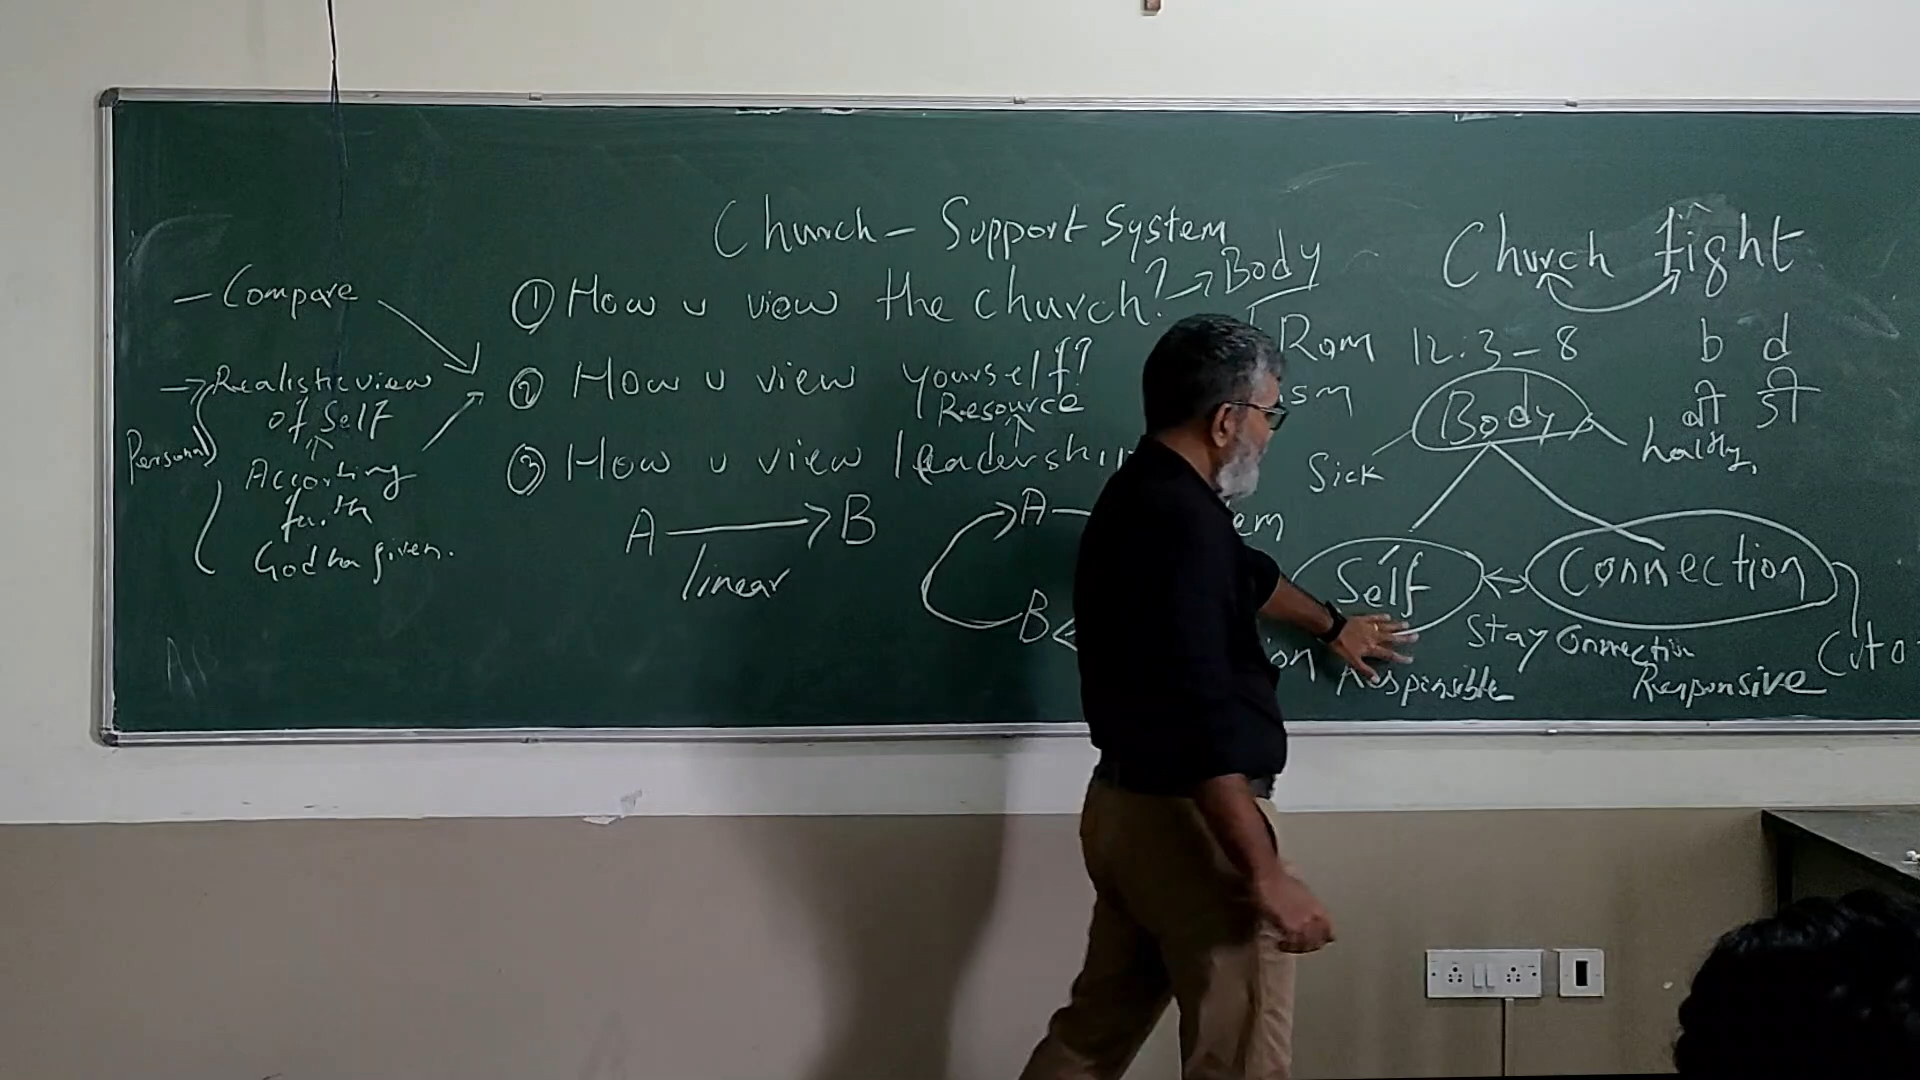 Church - Support System
- Compare
→ Realistic view
of Self
Personal
According
faith
God ha given.
① How u view the church? → Body
② How u view yourself?
Resource
③ How u view leadership
A → B
linear
A
B
Church fight
Rom 12:3-8
b d
Body
Sick
healthy,
Self ↔ Connection
Stay Connection
Responsible
Responsive